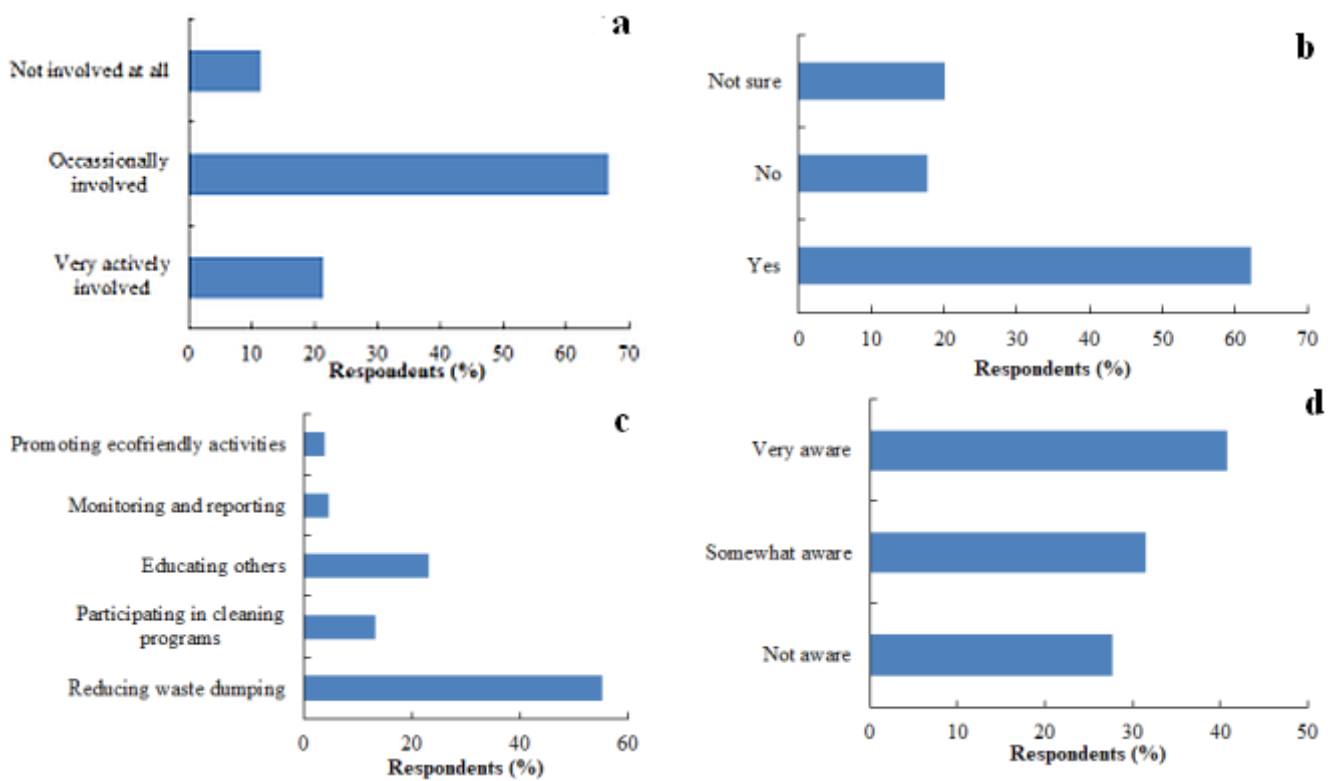 a
Not involved at all
Occassionally
involved
Very actively
involved
0 10 20 30 40 50 60 70
Respondents (%)
b
Not sure
No
Yes
0 10 20 30 40 50 60 70
Respondents (%)
c
Promoting ecofriendly activities
Monitoring and reporting
Educating others
Participating in cleaning
programs
Reducing waste dumping
0 20 40 60
Respondents (%)
d
Very aware
Somewhat aware
Not aware
0 10 20 30 40 50
Respondents (%)